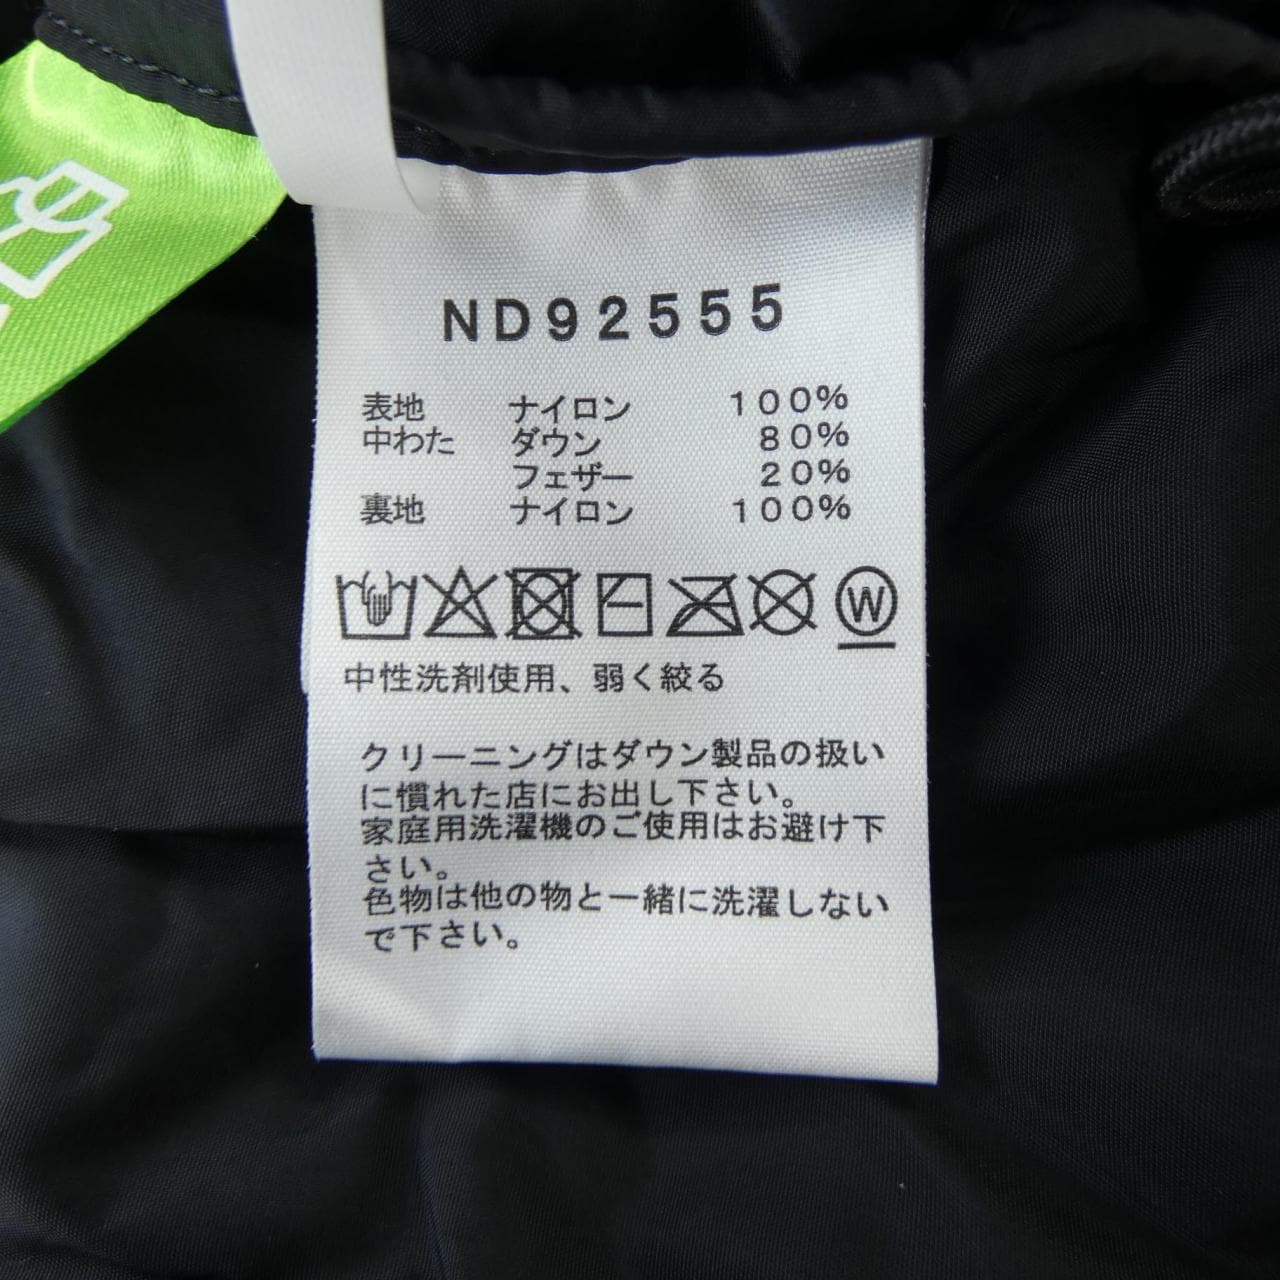 ND92555
表地 ナイロン 100%
中わた ダウン 80%
フェザー 20%
裏地 ナイロン 100%
W
中性洗剤使用、弱く絞る
クリーニングはダウン製品の扱い
に慣れた店にお出し下さい。
家庭用洗濯機のご使用はお避け下
さい。
色物は他の物と一緒に洗濯しない
で下さい。